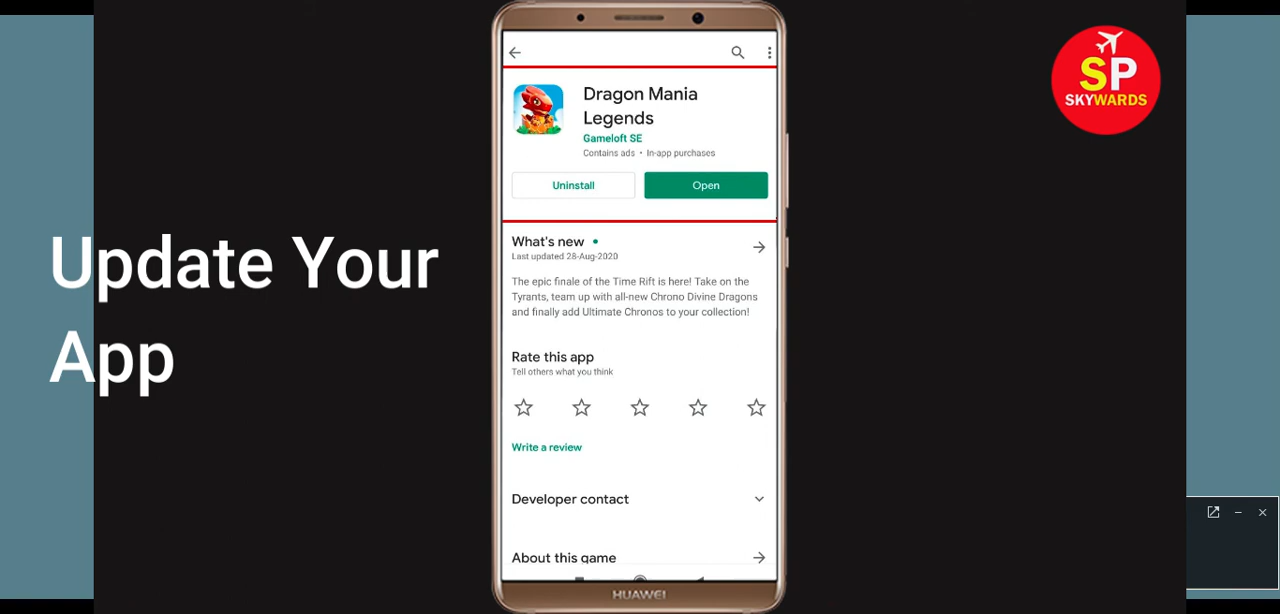 SP
SKYWARDS
Dragon Mania
Legends
Gameloft SE
Contains ads • In-app purchases
Uninstall
Open
Update Your
App
What's new
Last updated 28-Aug-2020
The epic finale of the Time Rift is here! Take on the
Tyrants, team up with all-new Chrono Divine Dragons
and finally add Ultimate Chronos to your collection!
Rate this app
Tell others what you think
Write a review
Developer contact
About this game
HUAWEI